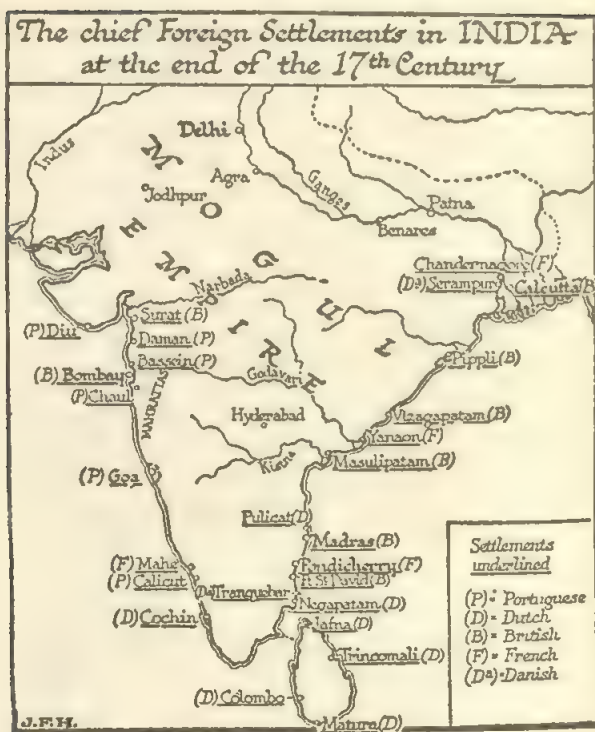 The chief Foreign Settlements in INDIA
at the end of the 17th Century
Indus
Delhi
MOGUL
EMPIRE
Jodhpur
Agra
Ganges
Patna
Benares
Chandernagore (F)
(Da) Serampur
Calcutta (B)
Narbada
(P) Diu
Surat (B)
Daman (P)
Bassein (P)
(B) Bombay
(P) Chaul
MAHRATTAS
Godavari
Pippli (B)
Hyderabad
Vizagapatam (B)
Yanaon (F)
Kistna
Masulipatam (B)
(P) Goa
Pulicat (D)
Madras (B)
(F) Mahe
Pondicherry (F)
(P) Calicut
Ft St David (B)
(Da) Tranquebar
Negapatam (D)
(D) Cochin
Jafna (D)
Trincomali (D)
(D) Colombo
Matura (D)
Settlements
underlined
(P) = Portuguese
(D) = Dutch
(B) = British
(F) = French
(Da) = Danish
J.F.H.